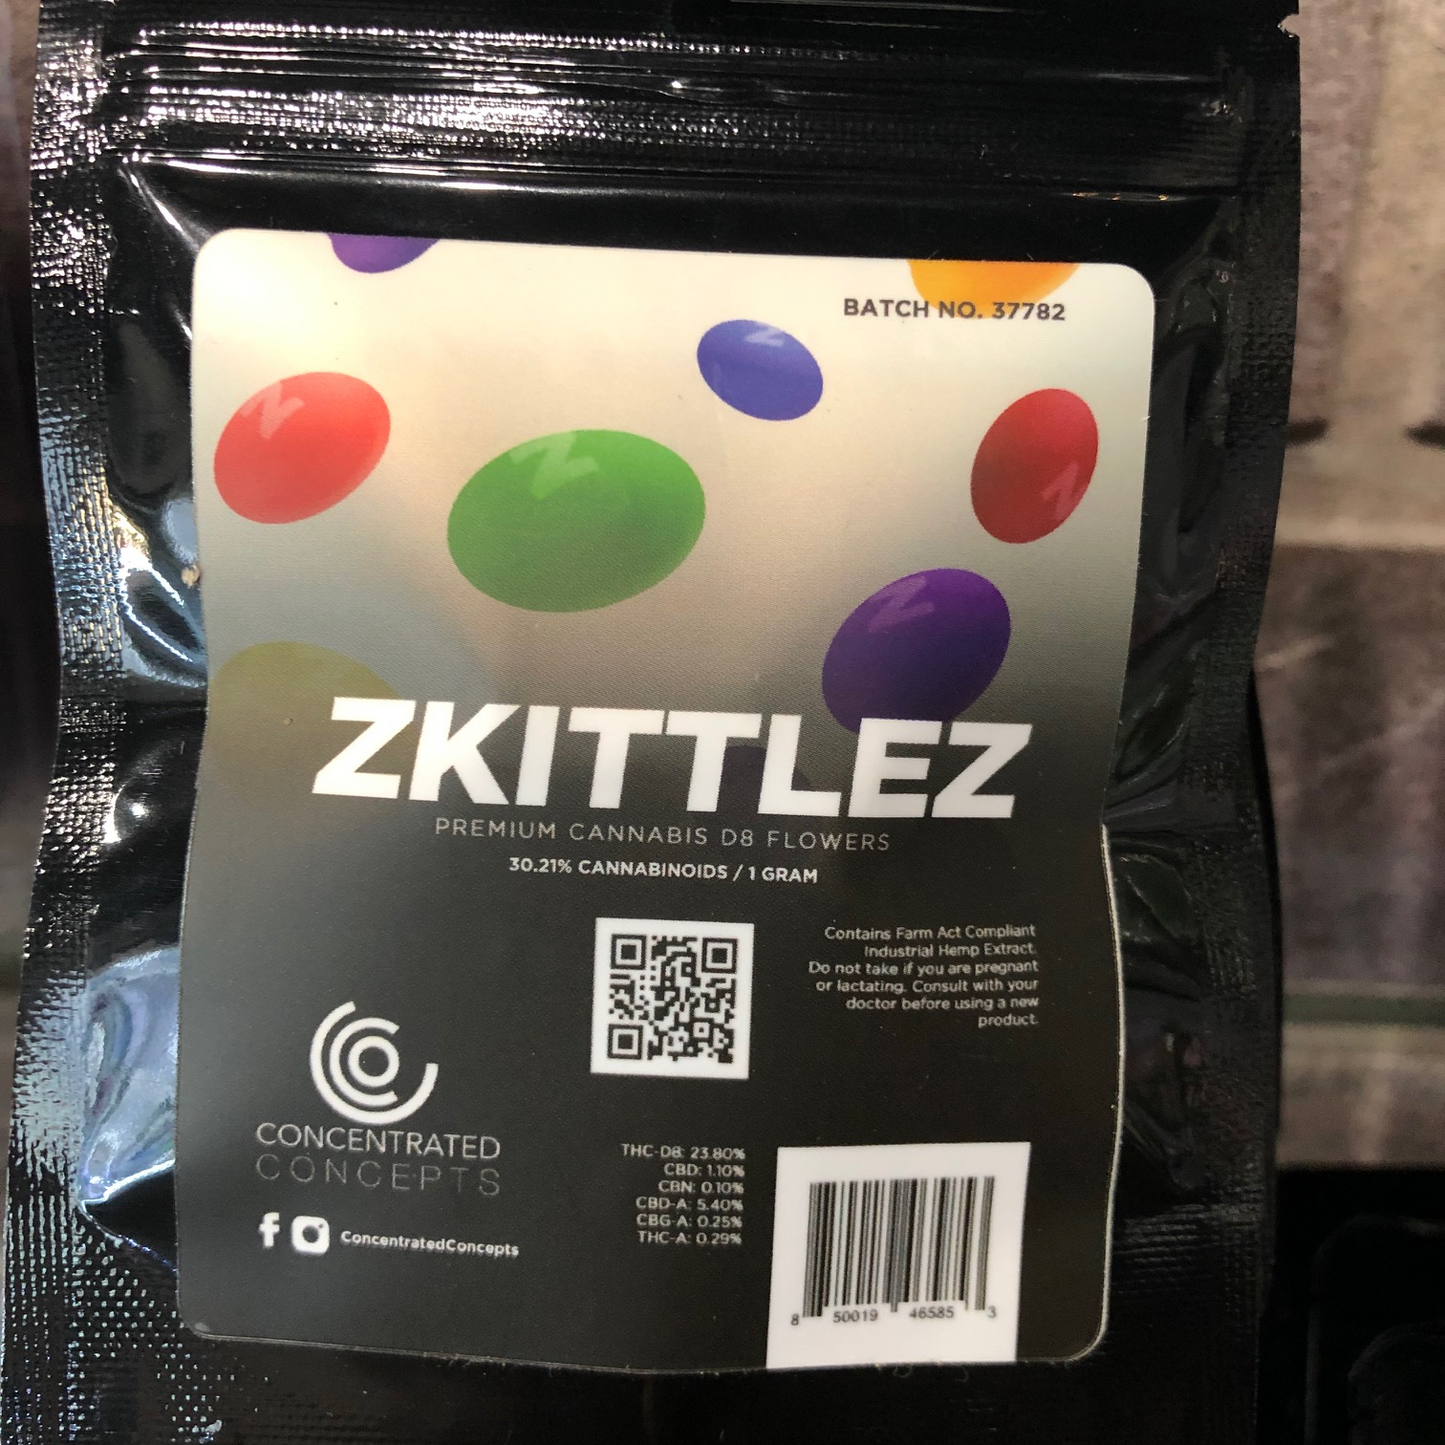 BATCH NO. 37782
ZKITTLEZ
PREMIUM CANNABIS D8 FLOWERS
30.21% CANNABINOIDS / 1 GRAM
Contains Farm Act Compliant
Industrial Hemp Extract.
Do not take if you are pregnant
or lactating. Consult with your
doctor before using a new
product.
CONCENTRATED
CONCEPTS
ConcentratedConcepts
THC-D8: 23.80%
CBD: 1.10%
CBN: 0.10%
CBD-A: 5.40%
CBG-A: 0.25%
THC-A: 0.29%
8 50019 46585 3